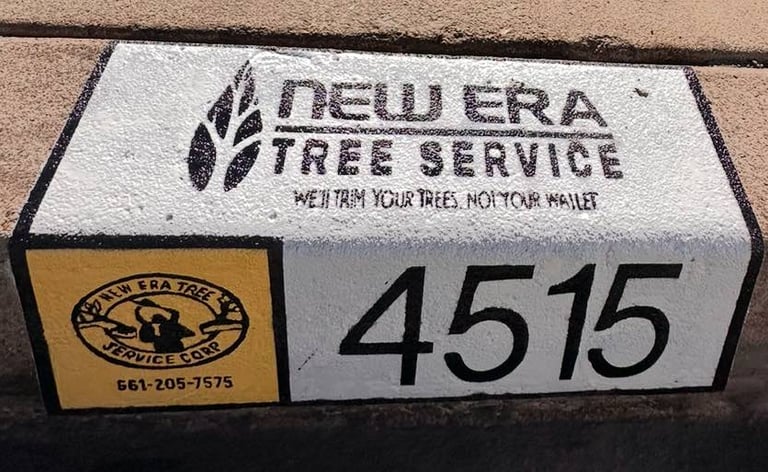 NEW ERA
TREE SERVICE
WE'll TRIM YOUR TREES, NOT YOUR WALLET
NEW ERA TREE
SERVICE CORP
661-205-7575
4515